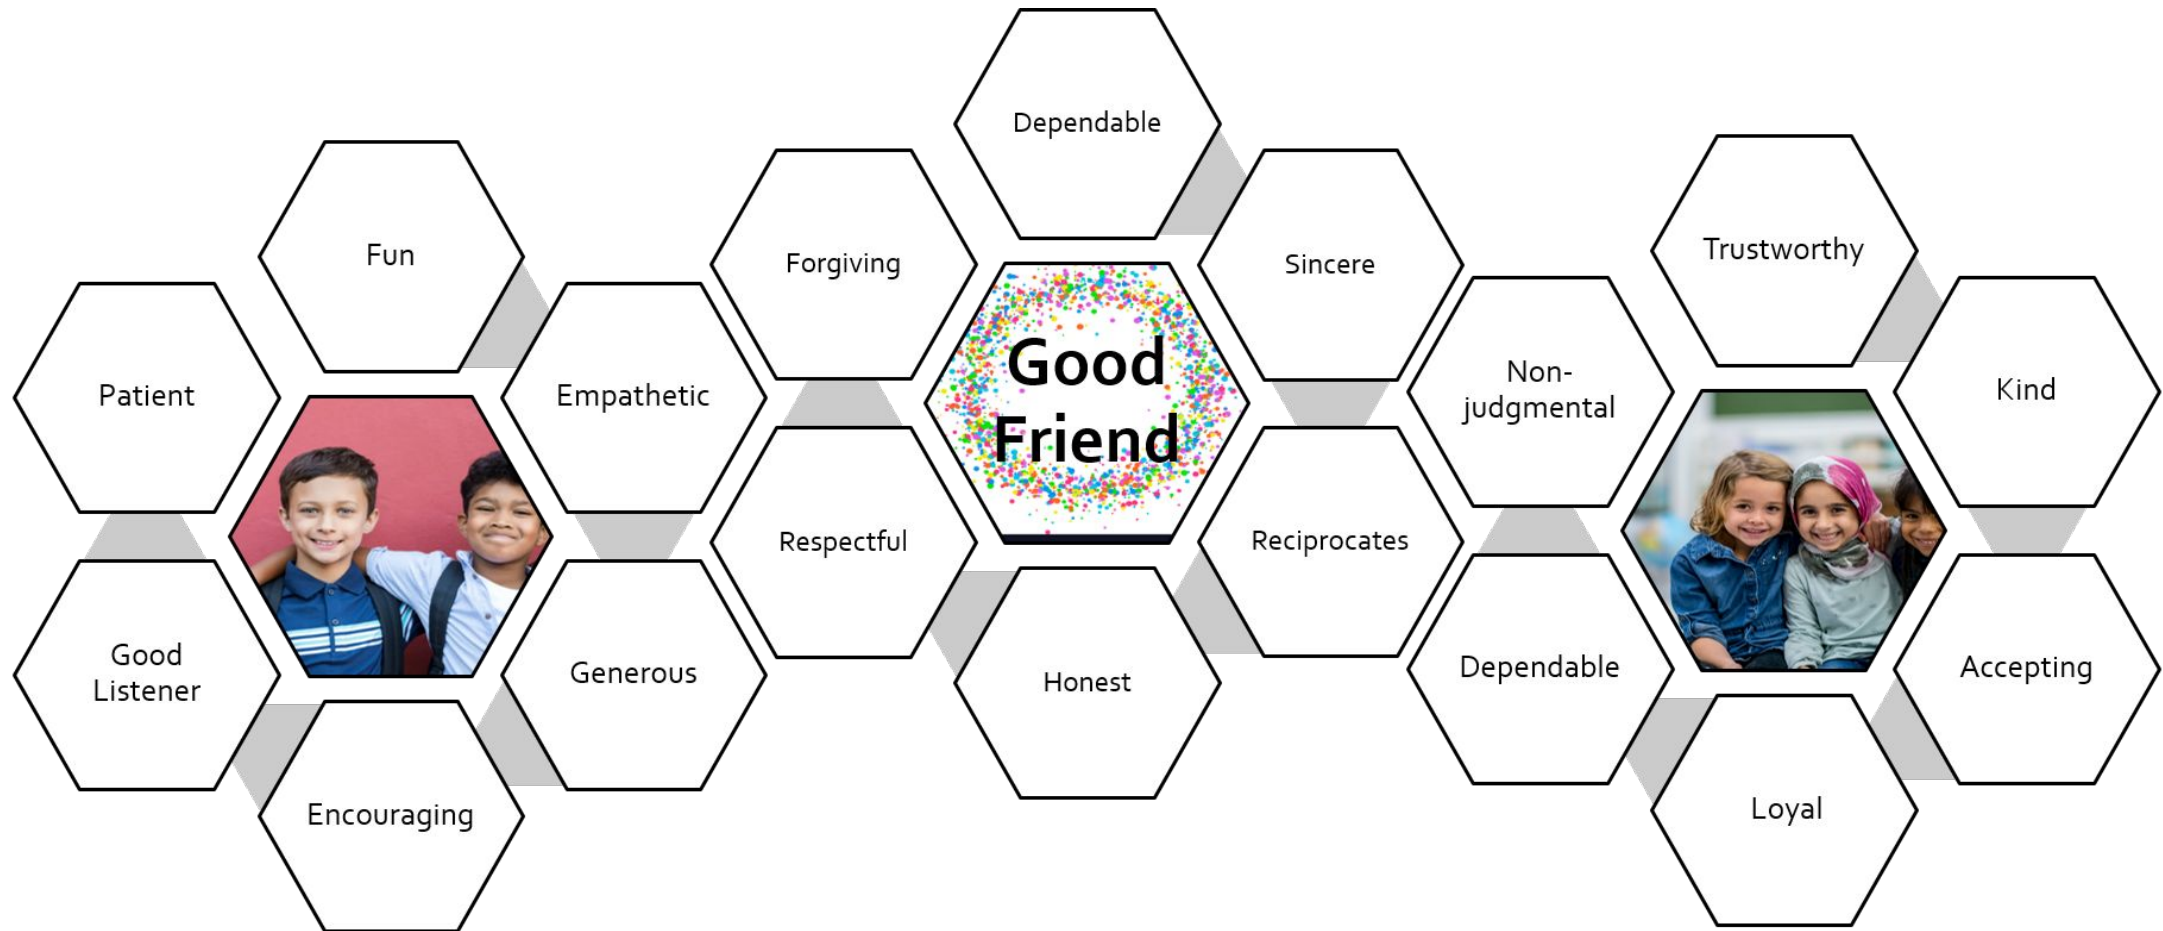 Dependable
Fun
Forgiving
Sincere
Trustworthy
Patient
Empathetic
Good
Friend
Non-
judgmental
Kind
Respectful
Reciprocates
Good
Listener
Generous
Honest
Dependable
Accepting
Encouraging
Loyal